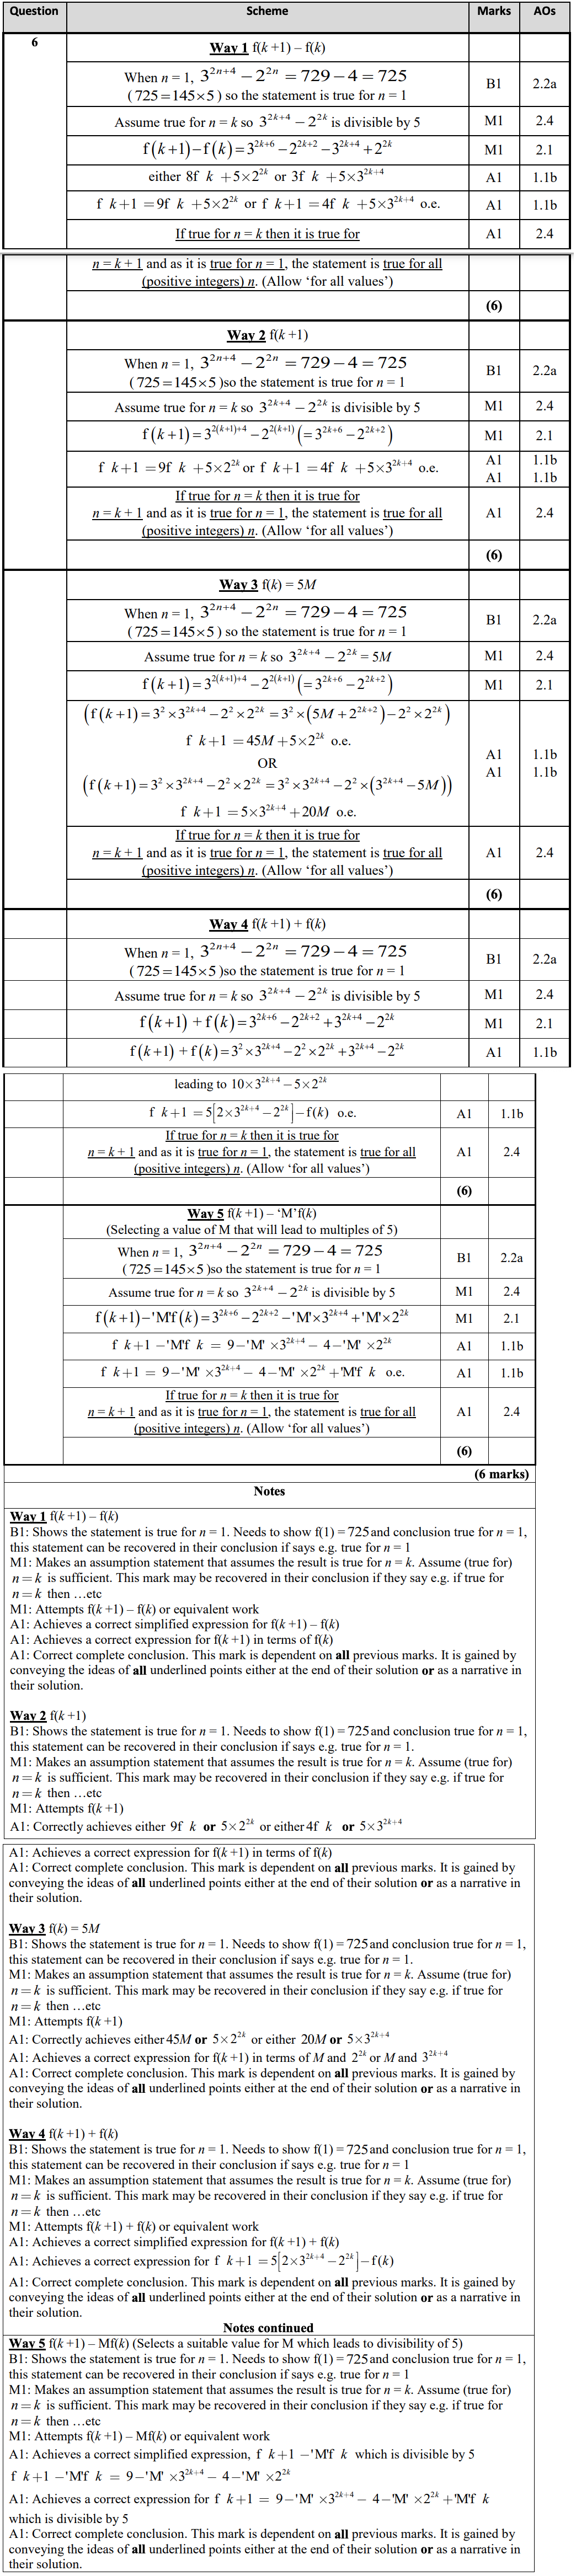 Question Scheme Marks AOs
6 Way 1 f(k +1) – f(k)
When n = 1, 3^{2n+4} − 2^{2n} = 729 − 4 = 725
( 725 = 145×5 ) so the statement is true for n = 1 B1 2.2a
Assume true for n = k so 3^{2k+4} − 2^{2k} is divisible by 5 M1 2.4
f(k+1)−f(k) = 3^{2k+6} − 2^{2k+2} − 3^{2k+4} + 2^{2k} M1 2.1
either 8f k +5×2^{2k} or 3f k +5×3^{2k+4} A1 1.1b
f k+1 =9f k +5×2^{2k} or f k+1 =4f k +5×3^{2k+4} o.e. A1 1.1b
If true for n = k then it is true for A1 2.4
n = k + 1 and as it is true for n = 1, the statement is true for all
(positive integers) n. (Allow ‘for all values’)
(6)
Way 2 f(k +1)
When n = 1, 3^{2n+4} − 2^{2n} = 729 − 4 = 725
( 725 = 145×5 )so the statement is true for n = 1 B1 2.2a
Assume true for n = k so 3^{2k+4} − 2^{2k} is divisible by 5 M1 2.4
f(k+1) = 3^{2(k+1)+4} − 2^{2(k+1)} (= 3^{2k+6} − 2^{2k+2}) M1 2.1
f k+1 =9f k +5×2^{2k} or f k+1 =4f k +5×3^{2k+4} o.e. A1 A1 1.1b 1.1b
If true for n = k then it is true for
n = k + 1 and as it is true for n = 1, the statement is true for all A1 2.4
(positive integers) n. (Allow ‘for all values’)
(6)
Way 3 f(k) = 5M
When n = 1, 3^{2n+4} − 2^{2n} = 729 − 4 = 725
( 725 = 145×5 ) so the statement is true for n = 1 B1 2.2a
Assume true for n = k so 3^{2k+4} − 2^{2k} = 5M M1 2.4
f(k+1) = 3^{2(k+1)+4} − 2^{2(k+1)} (= 3^{2k+6} − 2^{2k+2}) M1 2.1
(f(k+1) = 3^2 × 3^{2k+4} − 2^2 × 2^{2k} = 3^2 × (5M + 2^{2k+2}) − 2^2 × 2^{2k})
f k+1 = 45M + 5×2^{2k} o.e.
OR A1 A1 1.1b 1.1b
(f(k+1) = 3^2 × 3^{2k+4} − 2^2 × 2^{2k} = 3^2 × 3^{2k+4} − 2^2 × (3^{2k+4} − 5M))
f k+1 = 5×3^{2k+4} + 20M o.e.
If true for n = k then it is true for
n = k + 1 and as it is true for n = 1, the statement is true for all A1 2.4
(positive integers) n. (Allow ‘for all values’)
(6)
Way 4 f(k +1) + f(k)
When n = 1, 3^{2n+4} − 2^{2n} = 729 − 4 = 725
( 725 = 145×5 )so the statement is true for n = 1 B1 2.2a
Assume true for n = k so 3^{2k+4} − 2^{2k} is divisible by 5 M1 2.4
f(k+1) + f(k) = 3^{2k+6} − 2^{2k+2} + 3^{2k+4} − 2^{2k} M1 2.1
f(k+1) + f(k) = 3^2 × 3^{2k+4} − 2^2 × 2^{2k} + 3^{2k+4} − 2^{2k} A1 1.1b
leading to 10×3^{2k+4} − 5×2^{2k}
f k+1 = 5[2×3^{2k+4} − 2^{2k}] − f(k) o.e. A1 1.1b
If true for n = k then it is true for
n = k + 1 and as it is true for n = 1, the statement is true for all A1 2.4
(positive integers) n. (Allow ‘for all values’)
(6)
Way 5 f(k +1) – ‘M’f(k)
(Selecting a value of M that will lead to multiples of 5)
When n = 1, 3^{2n+4} − 2^{2n} = 729 − 4 = 725
( 725 = 145×5 )so the statement is true for n = 1 B1 2.2a
Assume true for n = k so 3^{2k+4} − 2^{2k} is divisible by 5 M1 2.4
f(k+1)−'M'f(k) = 3^{2k+6} − 2^{2k+2} −'M'×3^{2k+4} +'M'×2^{2k} M1 2.1
f k+1 −'M'f k = 9−'M' ×3^{2k+4} − 4−'M' ×2^{2k} A1 1.1b
f k+1 = 9−'M' ×3^{2k+4} − 4−'M' ×2^{2k} +'M'f k o.e. A1 1.1b
If true for n = k then it is true for
n = k + 1 and as it is true for n = 1, the statement is true for all A1 2.4
(positive integers) n. (Allow ‘for all values’)
(6)
(6 marks)
Notes
Way 1 f(k +1) – f(k)
B1: Shows the statement is true for n = 1. Needs to show f(1) = 725 and conclusion true for n = 1,
this statement can be recovered in their conclusion if says e.g. true for n = 1
M1: Makes an assumption statement that assumes the result is true for n = k. Assume (true for)
n = k is sufficient. This mark may be recovered in their conclusion if they say e.g. if true for
n = k then …etc
M1: Attempts f(k +1) – f(k) or equivalent work
A1: Achieves a correct simplified expression for f(k +1) – f(k)
A1: Achieves a correct expression for f(k +1) in terms of f(k)
A1: Correct complete conclusion. This mark is dependent on all previous marks. It is gained by
conveying the ideas of all underlined points either at the end of their solution or as a narrative in
their solution.
Way 2 f(k +1)
B1: Shows the statement is true for n = 1. Needs to show f(1) = 725 and conclusion true for n = 1,
this statement can be recovered in their conclusion if says e.g. true for n = 1.
M1: Makes an assumption statement that assumes the result is true for n = k. Assume (true for)
n = k is sufficient. This mark may be recovered in their conclusion if they say e.g. if true for
n = k then …etc
M1: Attempts f(k +1)
A1: Correctly achieves either 9f k or 5×2^{2k} or either 4f k or 5×3^{2k+4}
A1: Achieves a correct expression for f(k +1) in terms of f(k)
A1: Correct complete conclusion. This mark is dependent on all previous marks. It is gained by
conveying the ideas of all underlined points either at the end of their solution or as a narrative in
their solution.
Way 3 f(k) = 5M
B1: Shows the statement is true for n = 1. Needs to show f(1) = 725 and conclusion true for n = 1,
this statement can be recovered in their conclusion if says e.g. true for n = 1.
M1: Makes an assumption statement that assumes the result is true for n = k. Assume (true for)
n = k is sufficient. This mark may be recovered in their conclusion if they say e.g. if true for
n = k then …etc
M1: Attempts f(k +1)
A1: Correctly achieves either 45M or 5×2^{2k} or either 20M or 5×3^{2k+4}
A1: Achieves a correct expression for f(k +1) in terms of M and 2^{2k} or M and 3^{2k+4}
A1: Correct complete conclusion. This mark is dependent on all previous marks. It is gained by
conveying the ideas of all underlined points either at the end of their solution or as a narrative in
their solution.
Way 4 f(k +1) + f(k)
B1: Shows the statement is true for n = 1. Needs to show f(1) = 725 and conclusion true for n = 1,
this statement can be recovered in their conclusion if says e.g. true for n = 1
M1: Makes an assumption statement that assumes the result is true for n = k. Assume (true for)
n = k is sufficient. This mark may be recovered in their conclusion if they say e.g. if true for
n = k then …etc
M1: Attempts f(k +1) + f(k) or equivalent work
A1: Achieves a correct simplified expression for f(k +1) + f(k)
A1: Achieves a correct expression for f k+1 = 5[2×3^{2k+4} − 2^{2k}] − f(k)
A1: Correct complete conclusion. This mark is dependent on all previous marks. It is gained by
conveying the ideas of all underlined points either at the end of their solution or as a narrative in
their solution.
Notes continued
Way 5 f(k +1) – Mf(k) (Selects a suitable value for M which leads to divisibility of 5)
B1: Shows the statement is true for n = 1. Needs to show f(1) = 725 and conclusion true for n = 1,
this statement can be recovered in their conclusion if says e.g. true for n = 1
M1: Makes an assumption statement that assumes the result is true for n = k. Assume (true for)
n = k is sufficient. This mark may be recovered in their conclusion if they say e.g. if true for
n = k then …etc
M1: Attempts f(k +1) – Mf(k) or equivalent work
A1: Achieves a correct simplified expression, f k+1 −'M'f k which is divisible by 5
f k+1 −'M'f k = 9−'M' ×3^{2k+4} − 4−'M' ×2^{2k}
A1: Achieves a correct expression for f k+1 = 9−'M' ×3^{2k+4} − 4−'M' ×2^{2k} +'M'f k
which is divisible by 5
A1: Correct complete conclusion. This mark is dependent on all previous marks. It is gained by
conveying the ideas of all underlined points either at the end of their solution or as a narrative in
their solution.